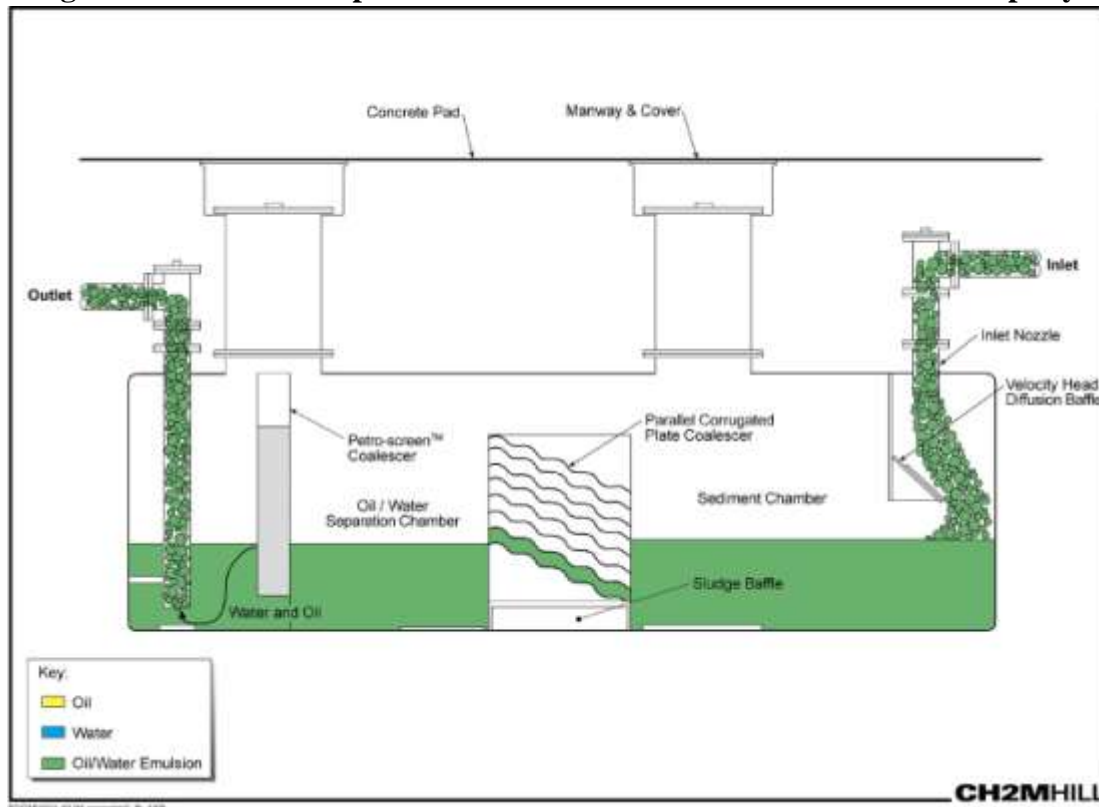 Concrete Pad
Manway & Cover
Outlet
Inlet
Inlet Nozzle
Velocity Head
Diffusion Baffle
Parallel Corrugated
Plate Coalescer
Petro-screen™
Coalescer
Sediment Chamber
Oil / Water
Separation Chamber
Sludge Baffle
Water and Oil
Key:
Oil
Water
Oil/Water Emulsion
CH2MHILL